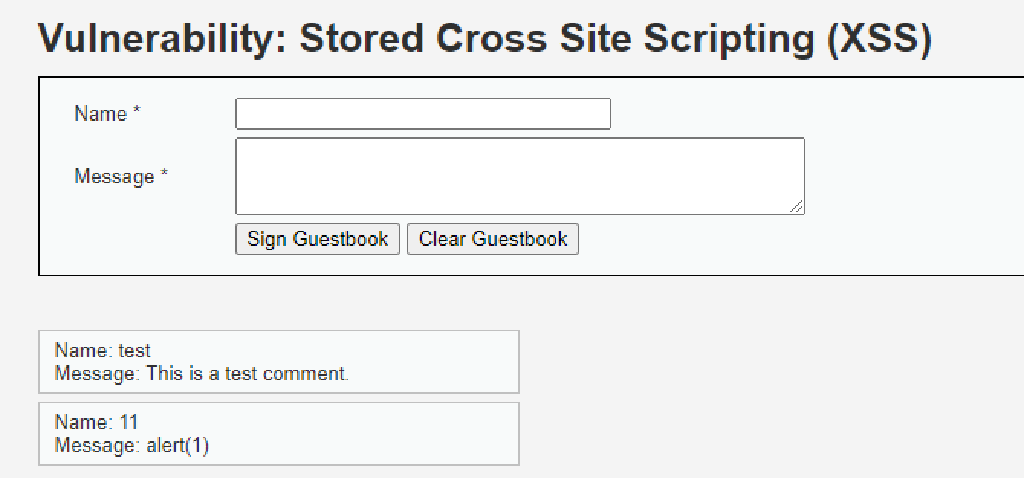 Vulnerability: Stored Cross Site Scripting (XSS)
Name *
Message *
Sign Guestbook Clear Guestbook
Name: test
Message: This is a test comment.
Name: 11
Message: alert(1)